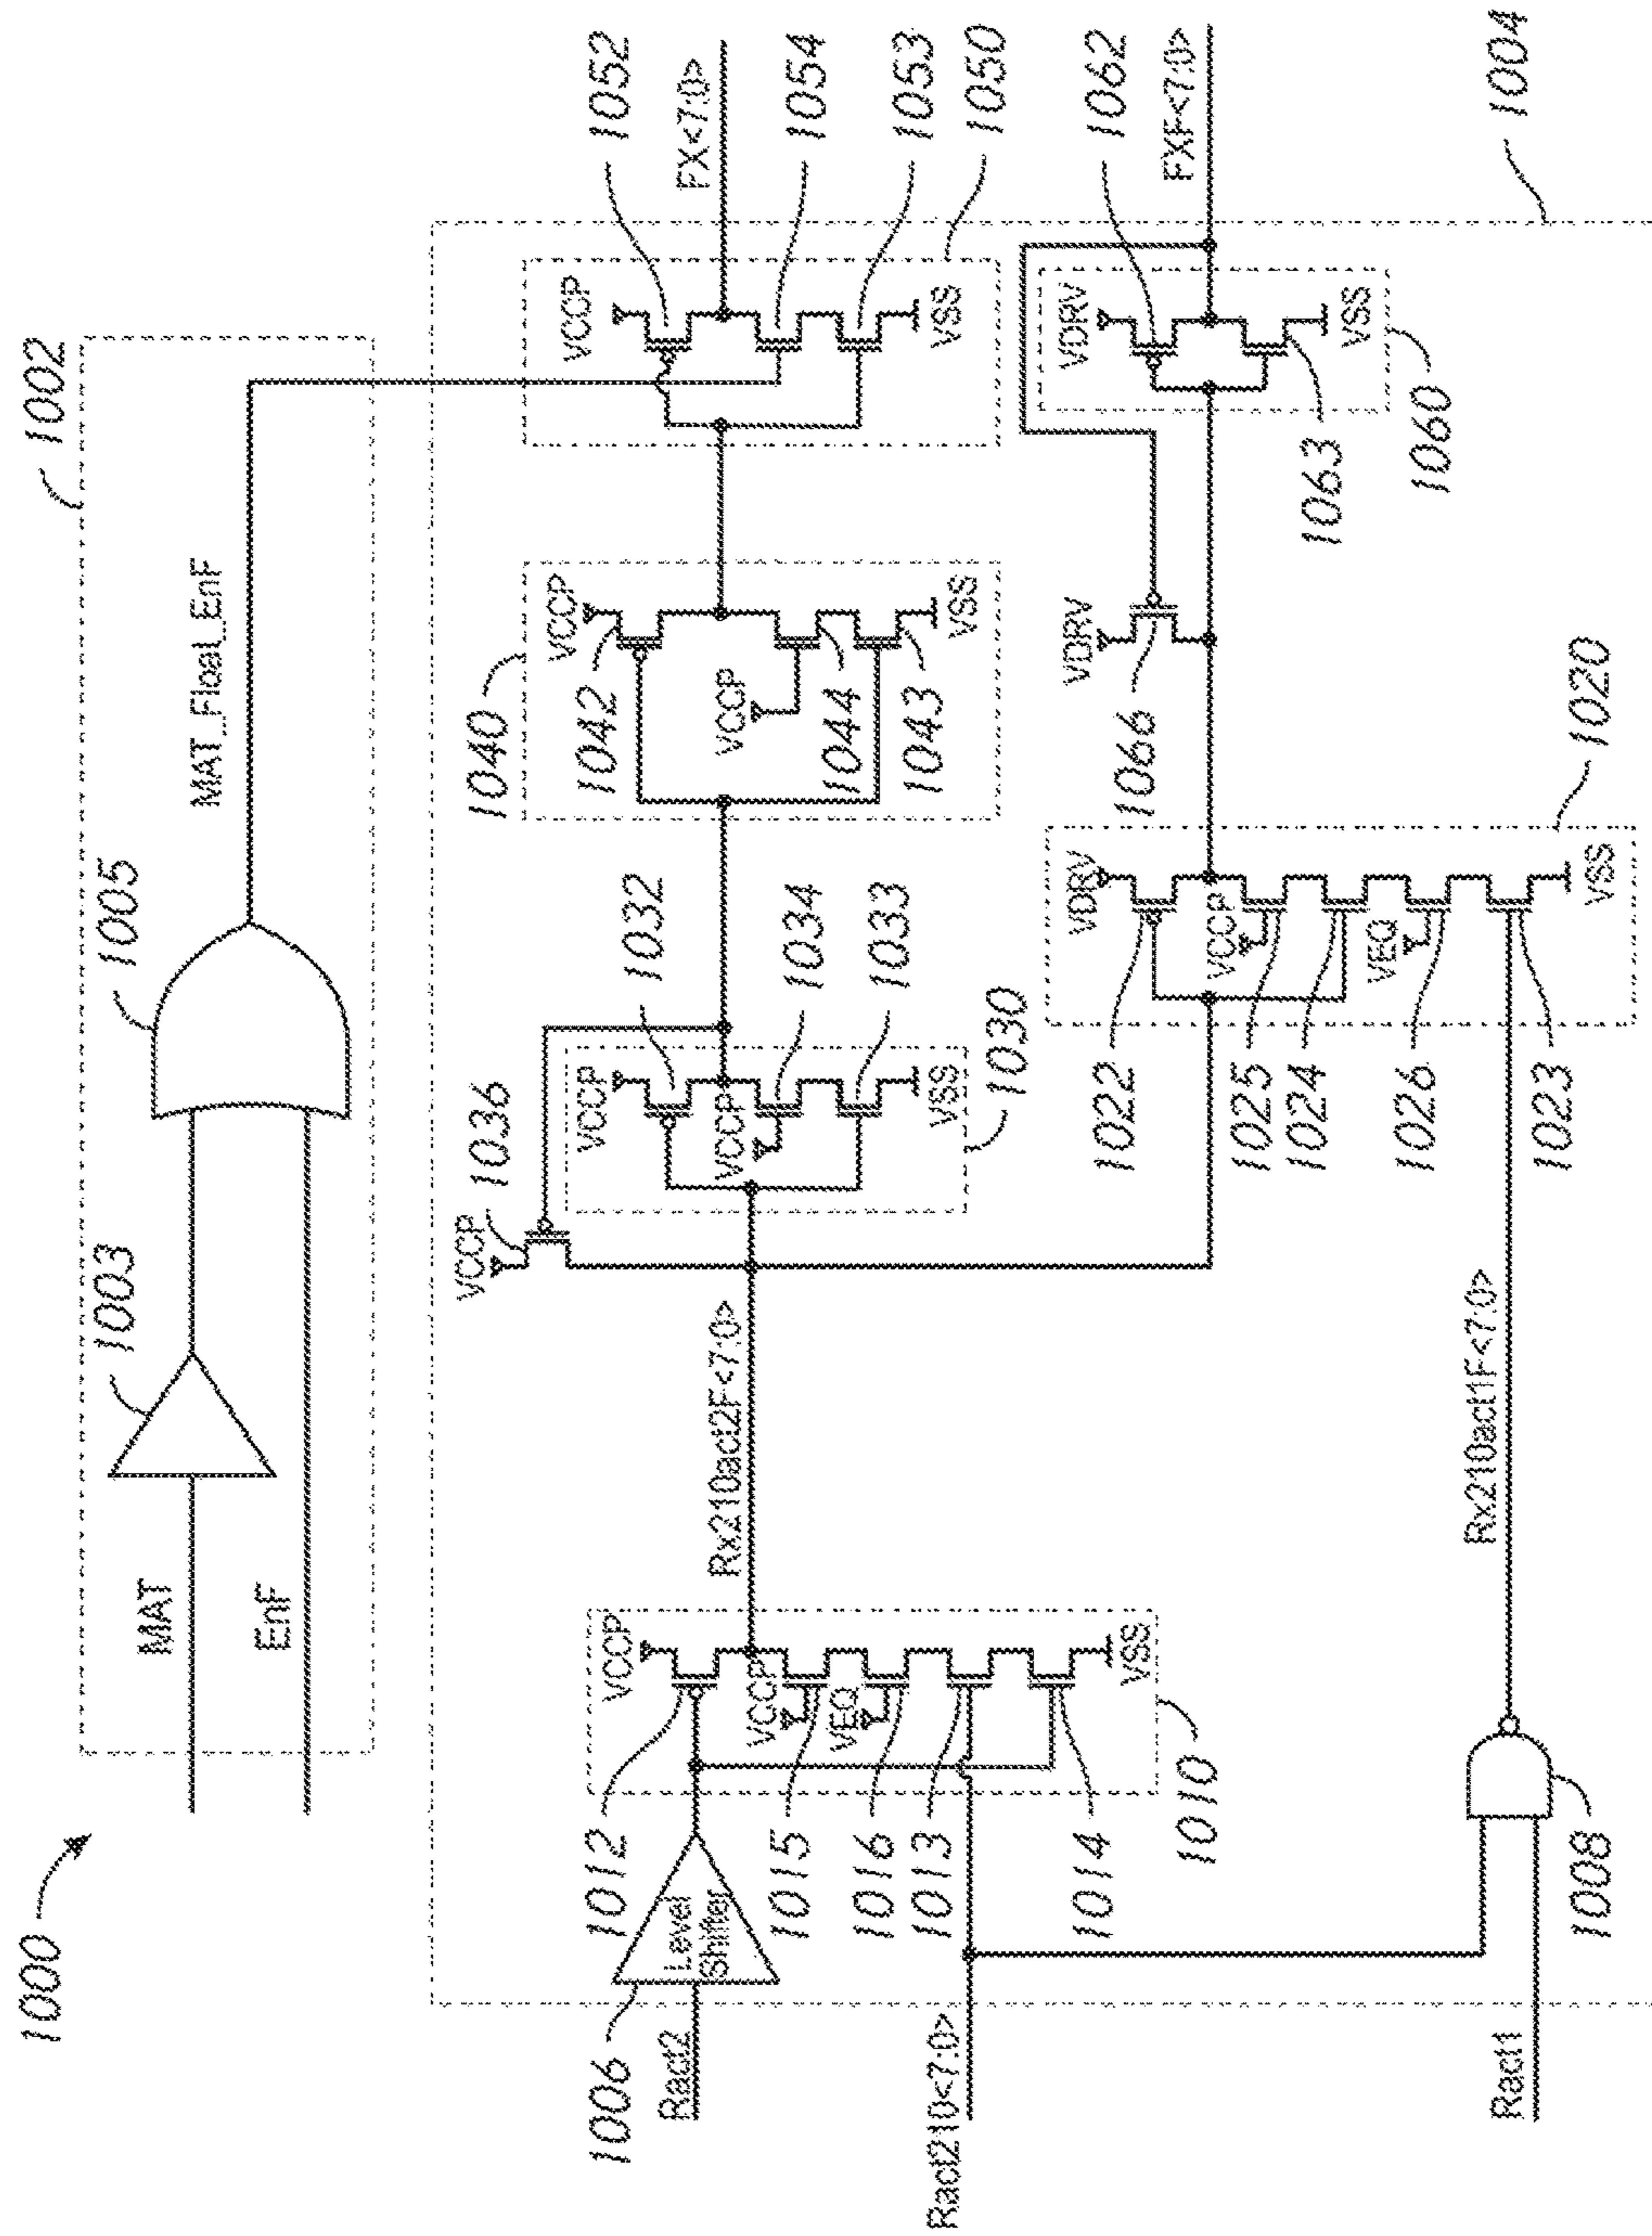 1000
1002
MAT
1003
1005
EnF
MAT_Float_EnF
1004
1006
Ract2
Level
Shifter
1012
1015
1016
1013
1014
1010
VCCP
VCCP
VEQ
VSS
Ract210<7:0>
Ract1
1008
Rx210act2F<7:0>
Rx210act1F<7:0>
VCCP
1036
VCCP
VCCP
VSS
1032
1034
1033
1030
1040
VCCP
1042
VCCP
1044
1043
VSS
VCCP
VSS
1052
FX<7:0>
1054
1053
1050
1022
1025
1024
1026
1023
VDRV
VCCP
VEQ
VSS
1020
VDRV
1066
VDRV
VSS
1062
FXF<7:0>
1063
1060